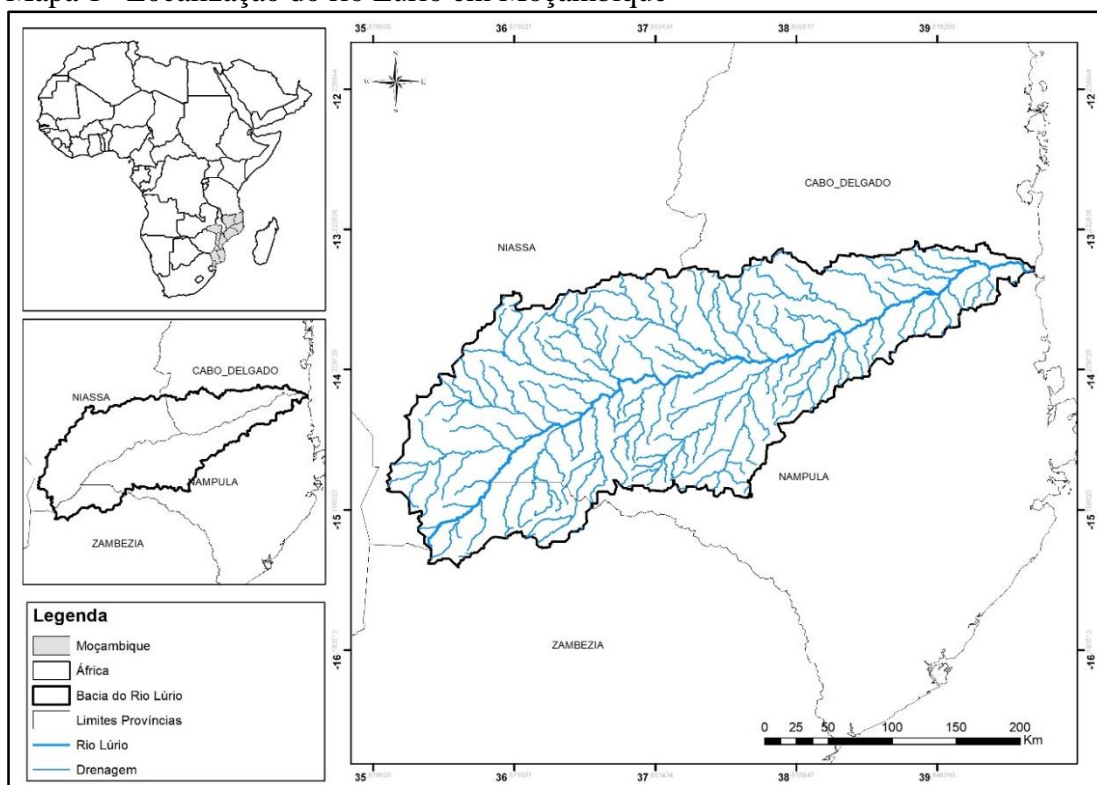 Mapa 1 - Localização do rio Lúrio em Moçambique
35 36 37 38 39
N
W E
S
-12
-13
-14
-15
-16
CABO_DELGADO
NIASSA
NAMPULA
ZAMBEZIA
CABO_DELGADO
NIASSA
NAMPULA
ZAMBEZIA
Legenda
Moçambique
África
Bacia do Rio Lúrio
Limites Províncias
Rio Lúrio
Drenagem
0 25 50 100 150 200
Km
35 36 37 38 39